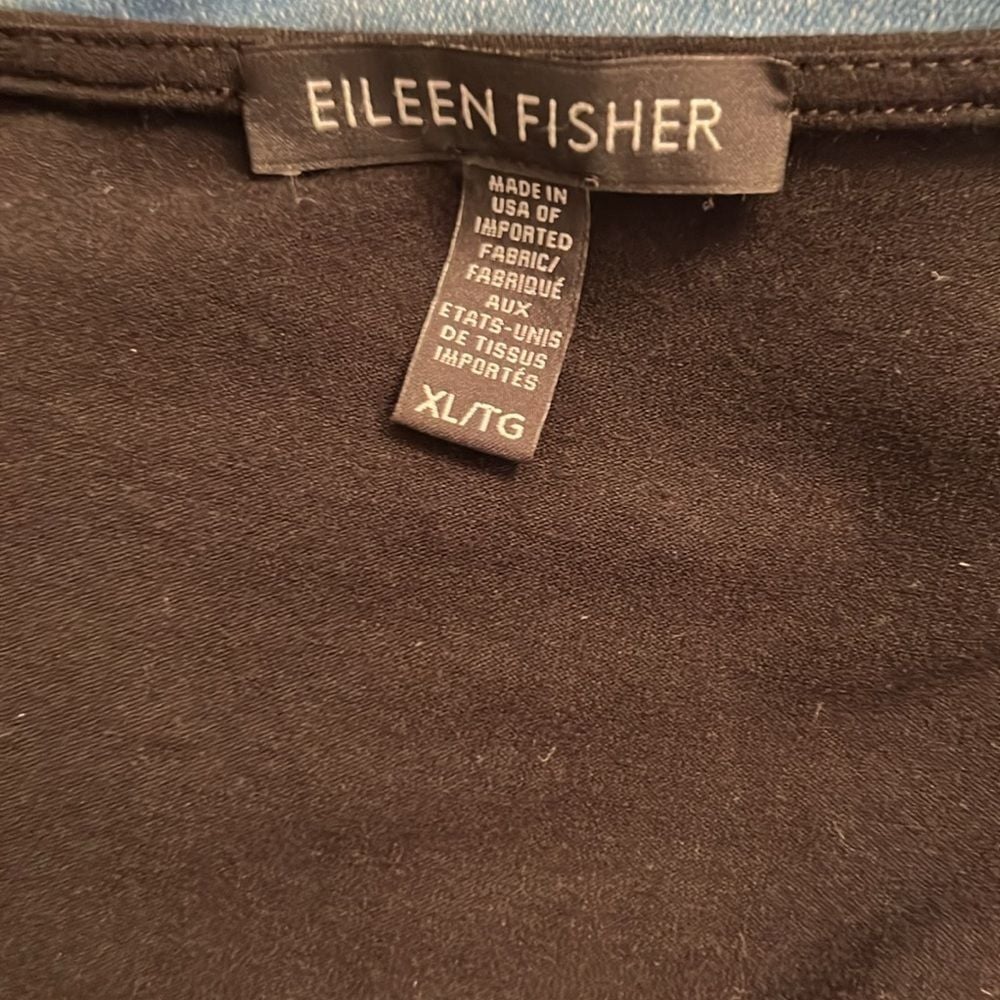 EILEEN FISHER
MADE IN
USA OF
IMPORTED
FABRIC/
FABRIQUÉ
AUX
ETATS-UNIS
DE TISSUS
IMPORTÉS
XL/TG